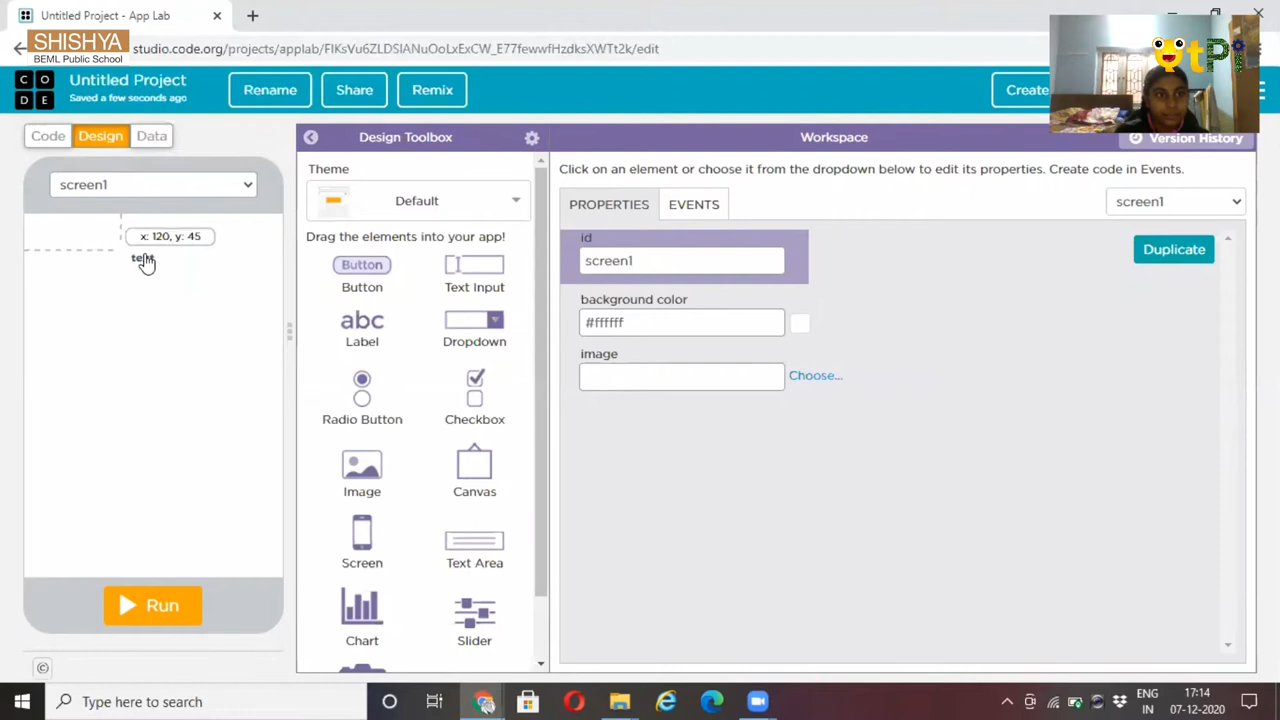 Untitled Project - App Lab
SHISHYA
BEML Public School
studio.code.org/projects/applab/FIKsVu6ZLDSIANuOoLxExCW_E77fewwfHzdksXWTt2k/edit
OtPi
CODE
Untitled Project
Saved a few seconds ago
Rename
Share
Remix
Create
Code
Design
Data
Design Toolbox
Workspace
Version History
screen1
x: 120, y: 45
Run
Theme
Default
Drag the elements into your app!
Button
Button
Text Input
abc
Label
Dropdown
Radio Button
Checkbox
Image
Canvas
Screen
Text Area
Chart
Slider
Click on an element or choose it from the dropdown below to edit its properties. Create code in Events.
PROPERTIES
EVENTS
screen1
id
screen1
Duplicate
background color
#ffffff
image
Choose...
©
Type here to search
ENG
IN
17:14
07-12-2020